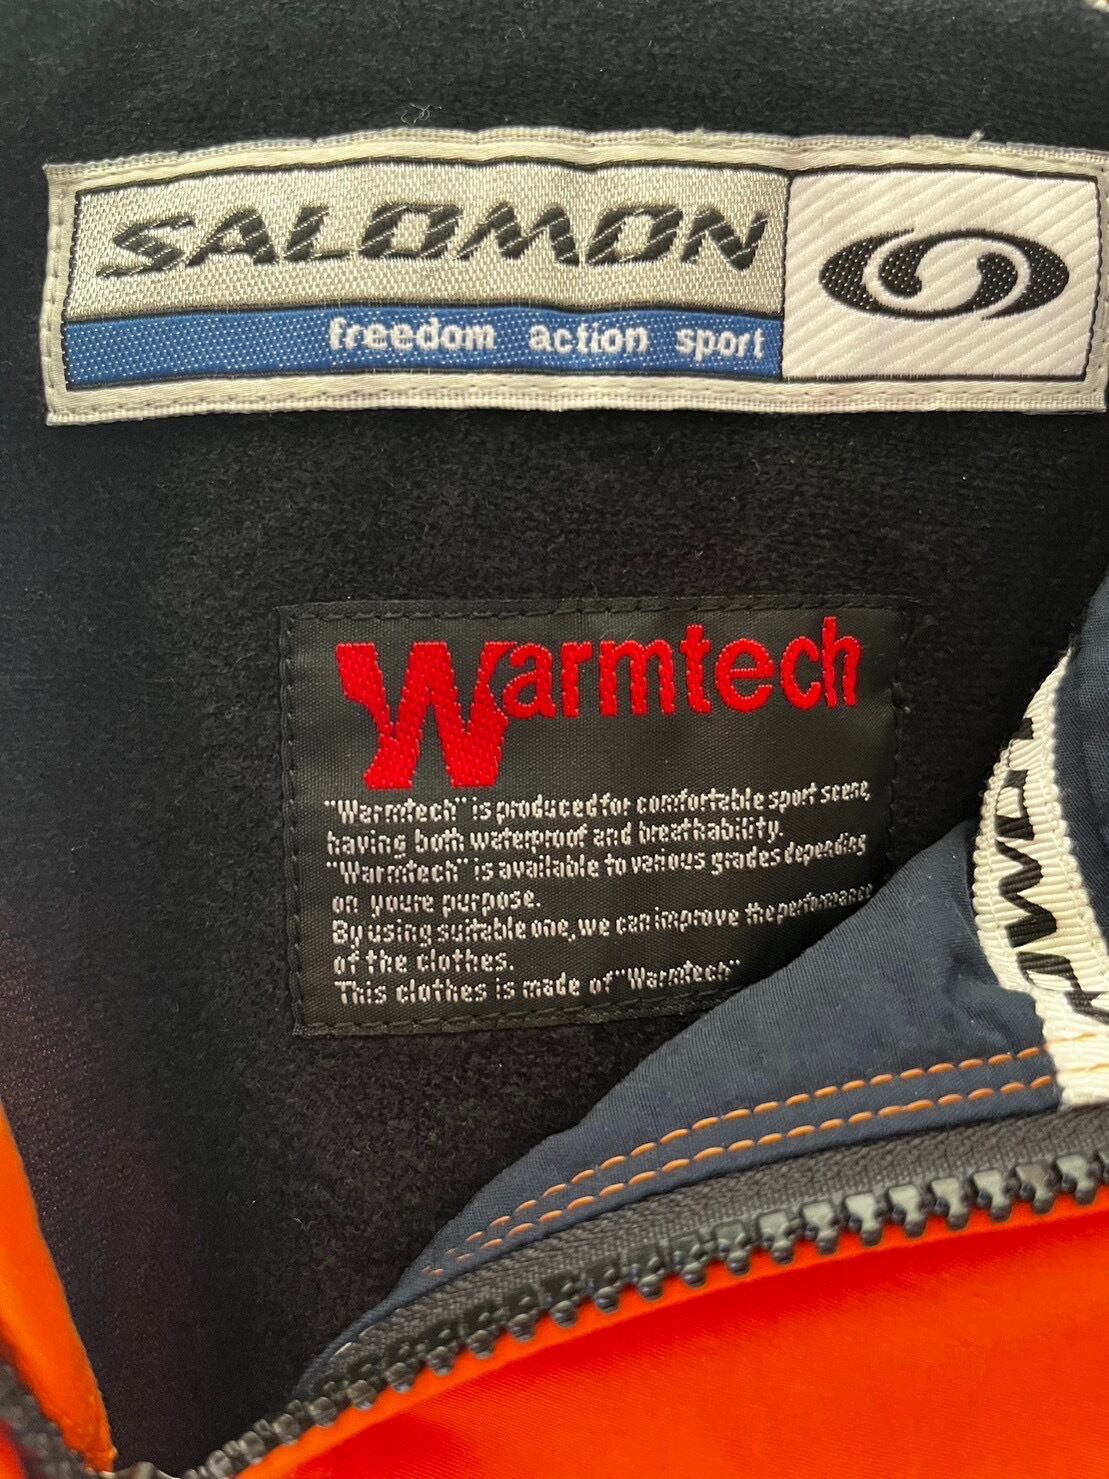 SALOMON
freedom action sport
Warmtech
"Warmtech" is produced for comfortable sport scene,
having both waterproof and breathability.
"Warmtech" is available to various grades depending
on youre purpose.
By using suitable one, we can improve the performance
of the clothes.
This clothes is made of "Warmtech"